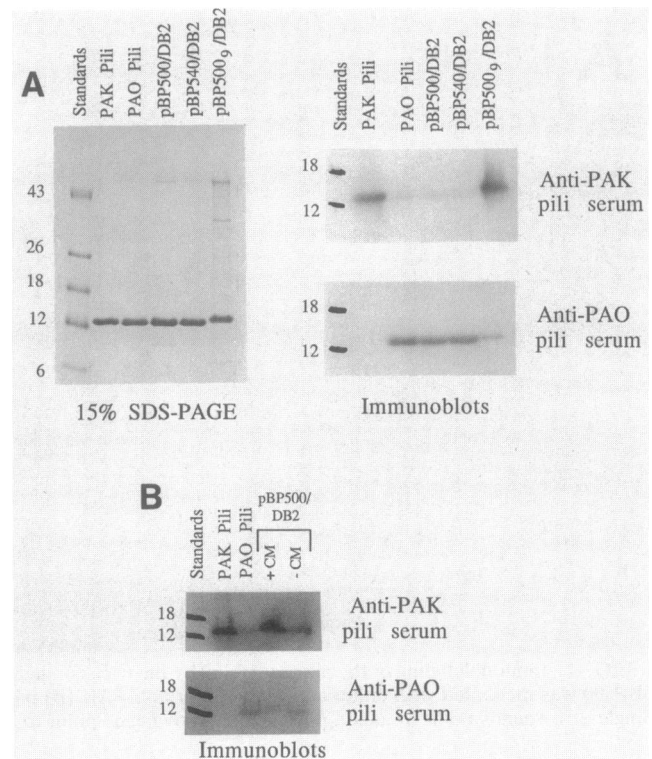 A
Standards
PAK Pili
PAO Pili
pBP500/DB2
pBP540/DB2
pBP500₉/DB2
43
26
18
12
6
15% SDS-PAGE
Standards
PAK Pili
PAO Pili
pBP500/DB2
pBP540/DB2
pBP500₉/DB2
18
12
Anti-PAK
pili serum
18
12
Anti-PAO
pili serum
Immunoblots
B
pBP500/
DB2
Standards
PAK Pili
PAO Pili
+CM
-CM
18
12
Anti-PAK
pili serum
18
12
Anti-PAO
pili serum
Immunoblots